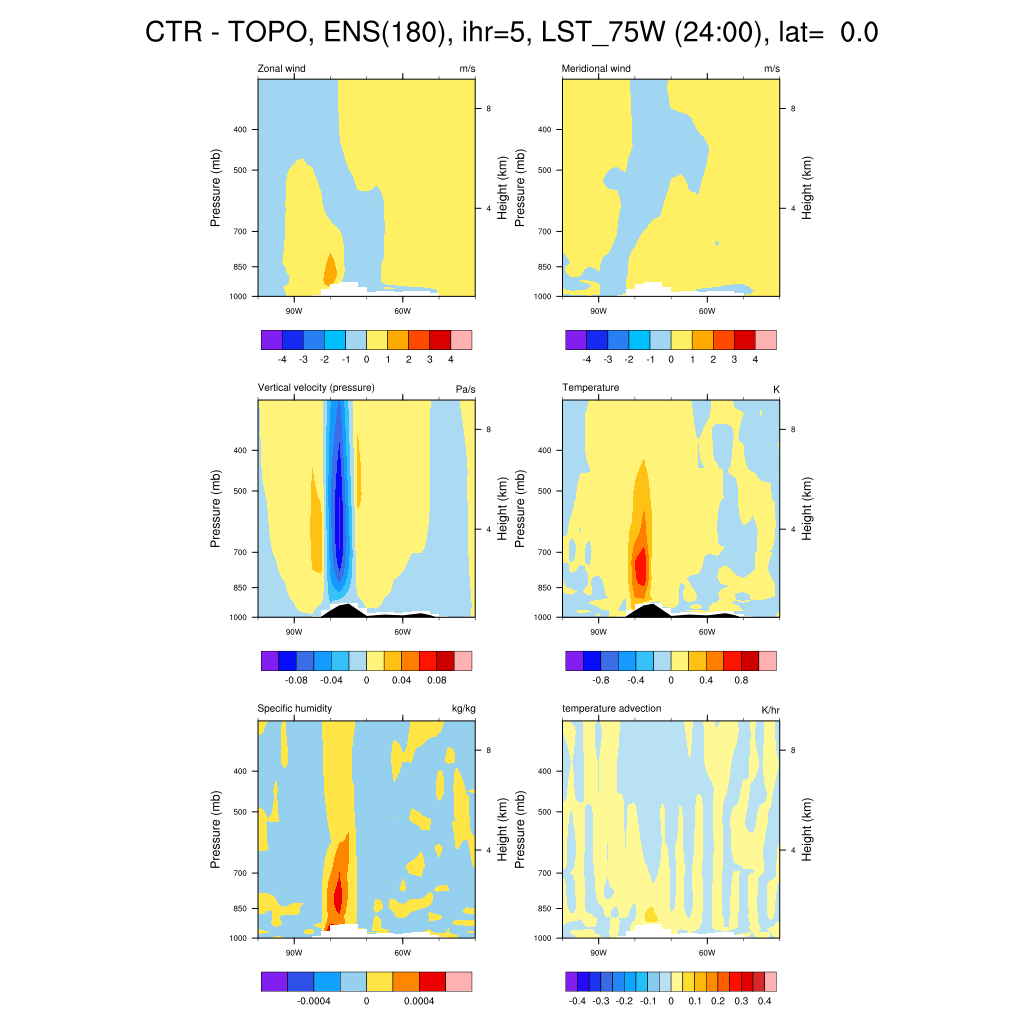 CTR - TOPO, ENS(180), ihr=5, LST_75W (24:00), lat=  0.0
Zonal wind m/s
Pressure (mb)
400
500
700
850
1000
8
4
Height (km)
90W 60W
-4 -3 -2 -1 0 1 2 3 4
Meridional wind m/s
Pressure (mb)
400
500
700
850
1000
8
4
Height (km)
90W 60W
-4 -3 -2 -1 0 1 2 3 4
Vertical velocity (pressure) Pa/s
Pressure (mb)
400
500
700
850
1000
8
4
Height (km)
90W 60W
-0.08 -0.04 0 0.04 0.08
Temperature K
Pressure (mb)
400
500
700
850
1000
8
4
Height (km)
90W 60W
-0.8 -0.4 0 0.4 0.8
Specific humidity kg/kg
Pressure (mb)
400
500
700
850
1000
8
4
Height (km)
90W 60W
-0.0004 0 0.0004
temperature advection K/hr
Pressure (mb)
400
500
700
850
1000
8
4
Height (km)
90W 60W
-0.4 -0.3 -0.2 -0.1 0 0.1 0.2 0.3 0.4